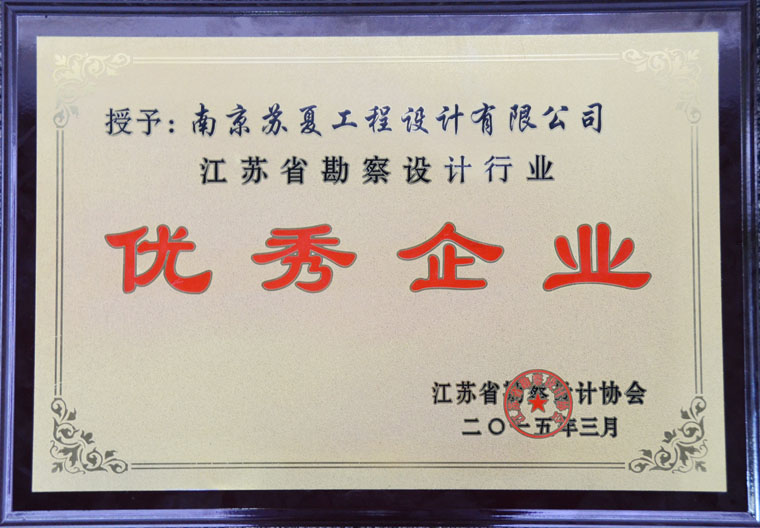 授予：南京苏夏工程设计有限公司
江苏省勘察设计行业
优秀企业
江苏省勘察设计协会
二〇一五年三月